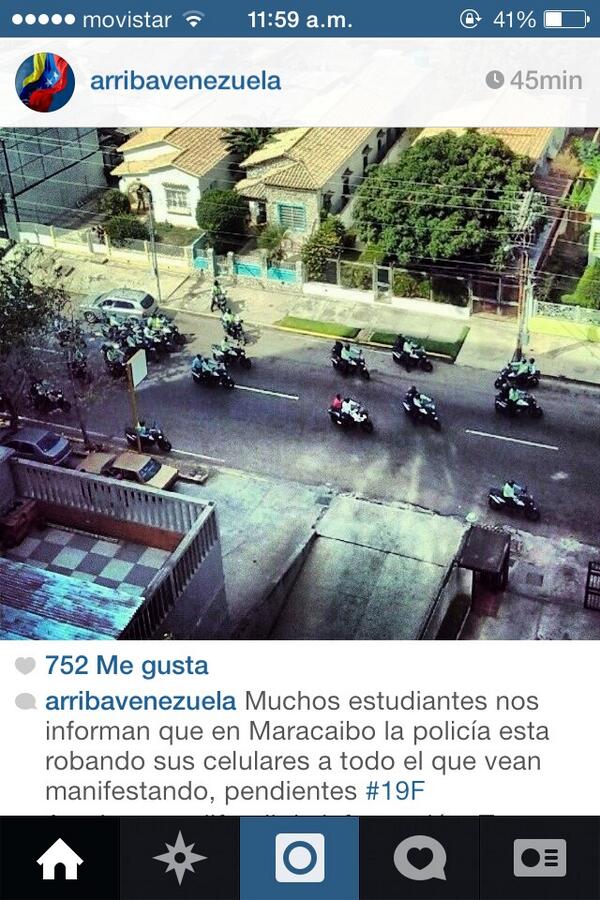 movistar 11:59 a.m. 41%
arribavenezuela 45min
752 Me gusta
arribavenezuela Muchos estudiantes nos
informan que en Maracaibo la policía esta
robando sus celulares a todo el que vean
manifestando, pendientes #19F